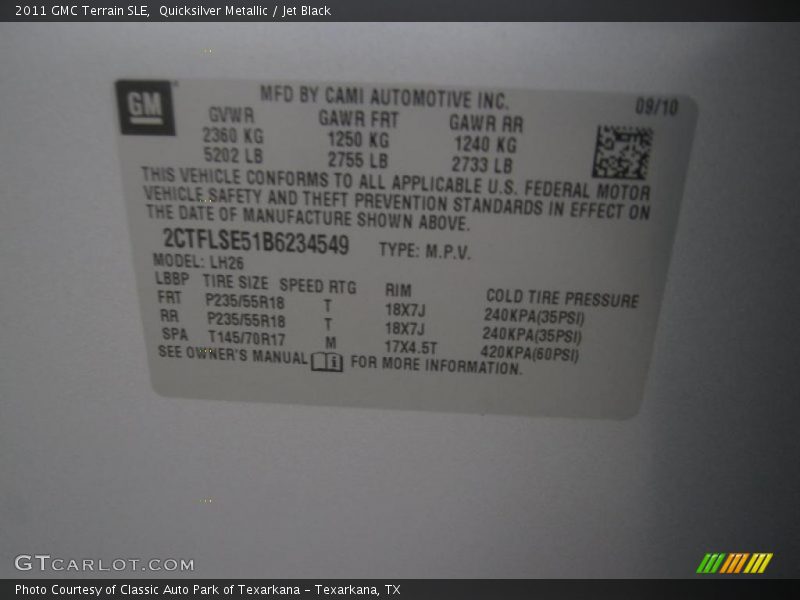 2011 GMC Terrain SLE,  Quicksilver Metallic / Jet Black
GM
MFD BY CAMI AUTOMOTIVE INC.
09/10
GVWR GAWR FRT GAWR RR
2360 KG 1250 KG 1240 KG
5202 LB 2755 LB 2733 LB
THIS VEHICLE CONFORMS TO ALL APPLICABLE U.S. FEDERAL MOTOR
VEHICLE SAFETY AND THEFT PREVENTION STANDARDS IN EFFECT ON
THE DATE OF MANUFACTURE SHOWN ABOVE.
2CTFLSE51B6234549 TYPE: M.P.V.
MODEL: LH26
LBBP TIRE SIZE SPEED RTG RIM COLD TIRE PRESSURE
FRT P235/55R18 T 18X7J 240KPA(35PSI)
RR P235/55R18 T 18X7J 240KPA(35PSI)
SPA T145/70R17 M 17X4.5T 420KPA(60PSI)
SEE OWNER'S MANUAL FOR MORE INFORMATION.
GTCARLOT.COM
Photo Courtesy of Classic Auto Park of Texarkana – Texarkana, TX